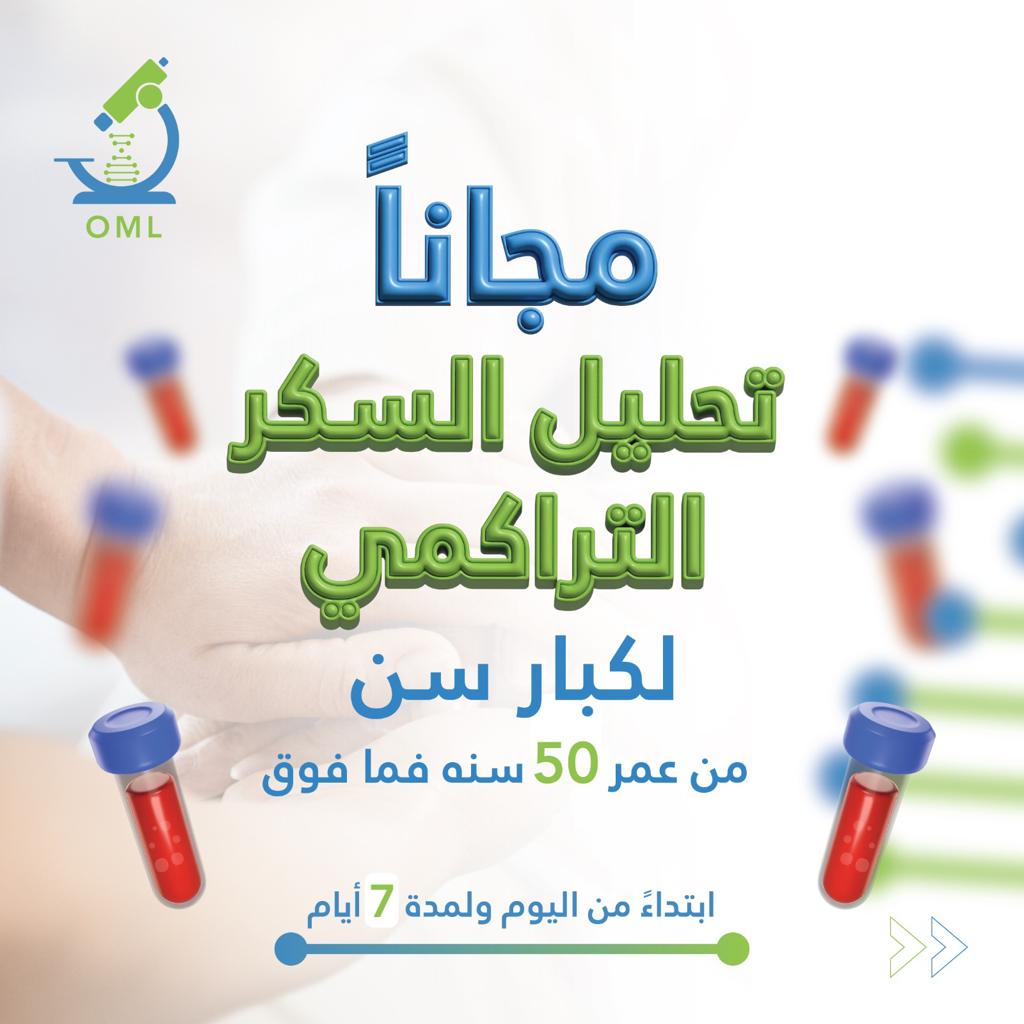 OML
مجاناً
تحليل السكر
التراكمي
لكبار سن
من عمر 50 سنه فما فوق
ابتداءً من اليوم ولمدة 7 أيام